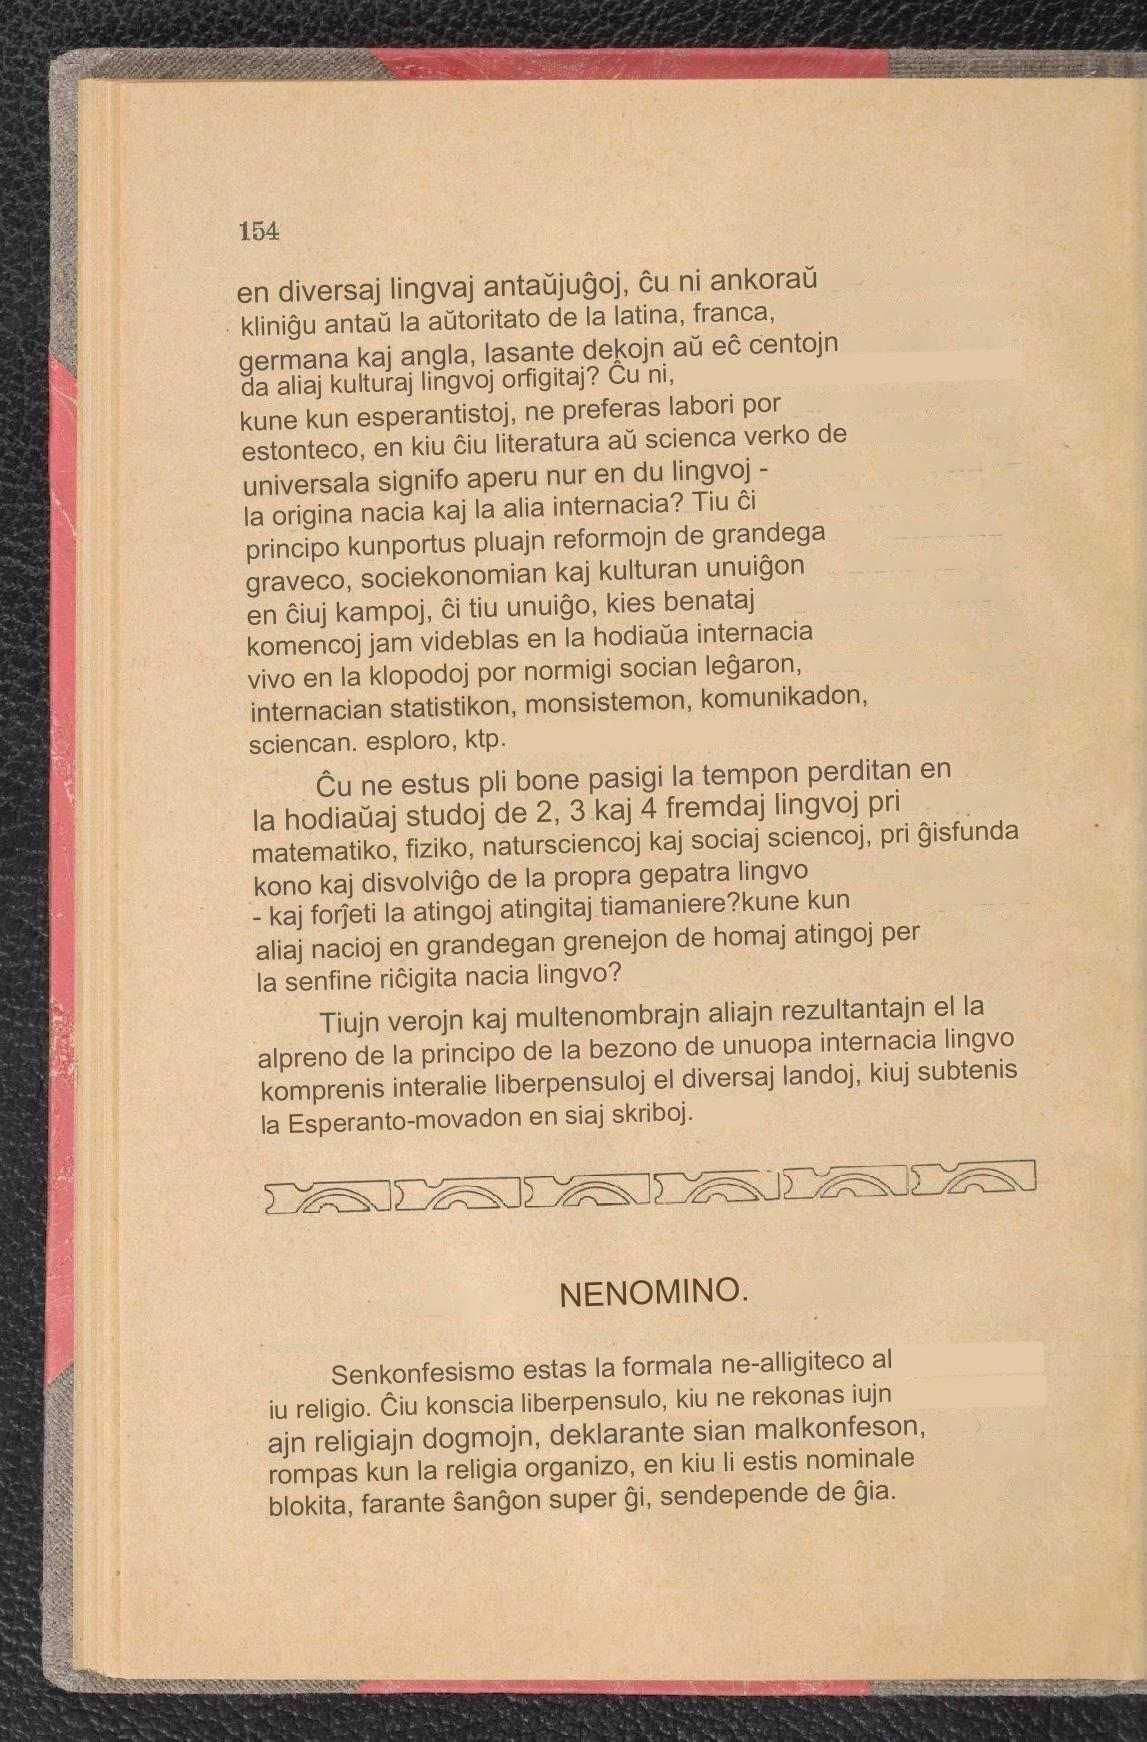 154
en diversaj lingvaj antaŭjuĝoj, ĉu ni ankoraŭ
kliniĝu antaŭ la aŭtoritato de la latina, franca,
germana kaj angla, lasante dekojn aŭ eĉ centojn
da aliaj kulturaj lingvoj orfigitaj? Ĉu ni,
kune kun esperantistoj, ne preferas labori por
estonteco, en kiu ĉiu literatura aŭ scienca verko de
universala signifo aperu nur en du lingvoj -
la origina nacia kaj la alia internacia? Tiu ĉi
principo kunportus pluajn reformojn de grandega
graveco, sociekonomian kaj kulturan unuiĝon
en ĉiuj kampoj, ĉi tiu unuiĝo, kies benataj
komencoj jam videblas en la hodiaŭa internacia
vivo en la klopodoj por normigi socian leĝaron,
internacian statistikon, monsistemon, komunikadon,
sciencan. esploro, ktp.
Ĉu ne estus pli bone pasigi la tempon perditan en
la hodiaŭaj studoj de 2, 3 kaj 4 fremdaj lingvoj pri
matematiko, fiziko, natursciencoj kaj sociaj sciencoj, pri ĝisfunda
kono kaj disvolviĝo de la propra gepatra lingvo
- kaj forĵeti la atingoj atingitaj tiamaniere?kune kun
aliaj nacioj en grandegan grenejon de homaj atingoj per
la senfine riĉigita nacia lingvo?
Tiujn verojn kaj multenombrajn aliajn rezultantajn el la
alpreno de la principo de la bezono de unuopa internacia lingvo
komprenis interalie liberpensuloj el diversaj landoj, kiuj subtenis
la Esperanto-movadon en siaj skriboj.
NENOMINO.
Senkonfesismo estas la formala ne-alligiteco al
iu religio. Ĉiu konscia liberpensulo, kiu ne rekonas iujn
ajn religiajn dogmojn, deklarante sian malkonfeson,
rompas kun la religia organizo, en kiu li estis nominale
blokita, farante ŝanĝon super ĝi, sendepende de ĝia.